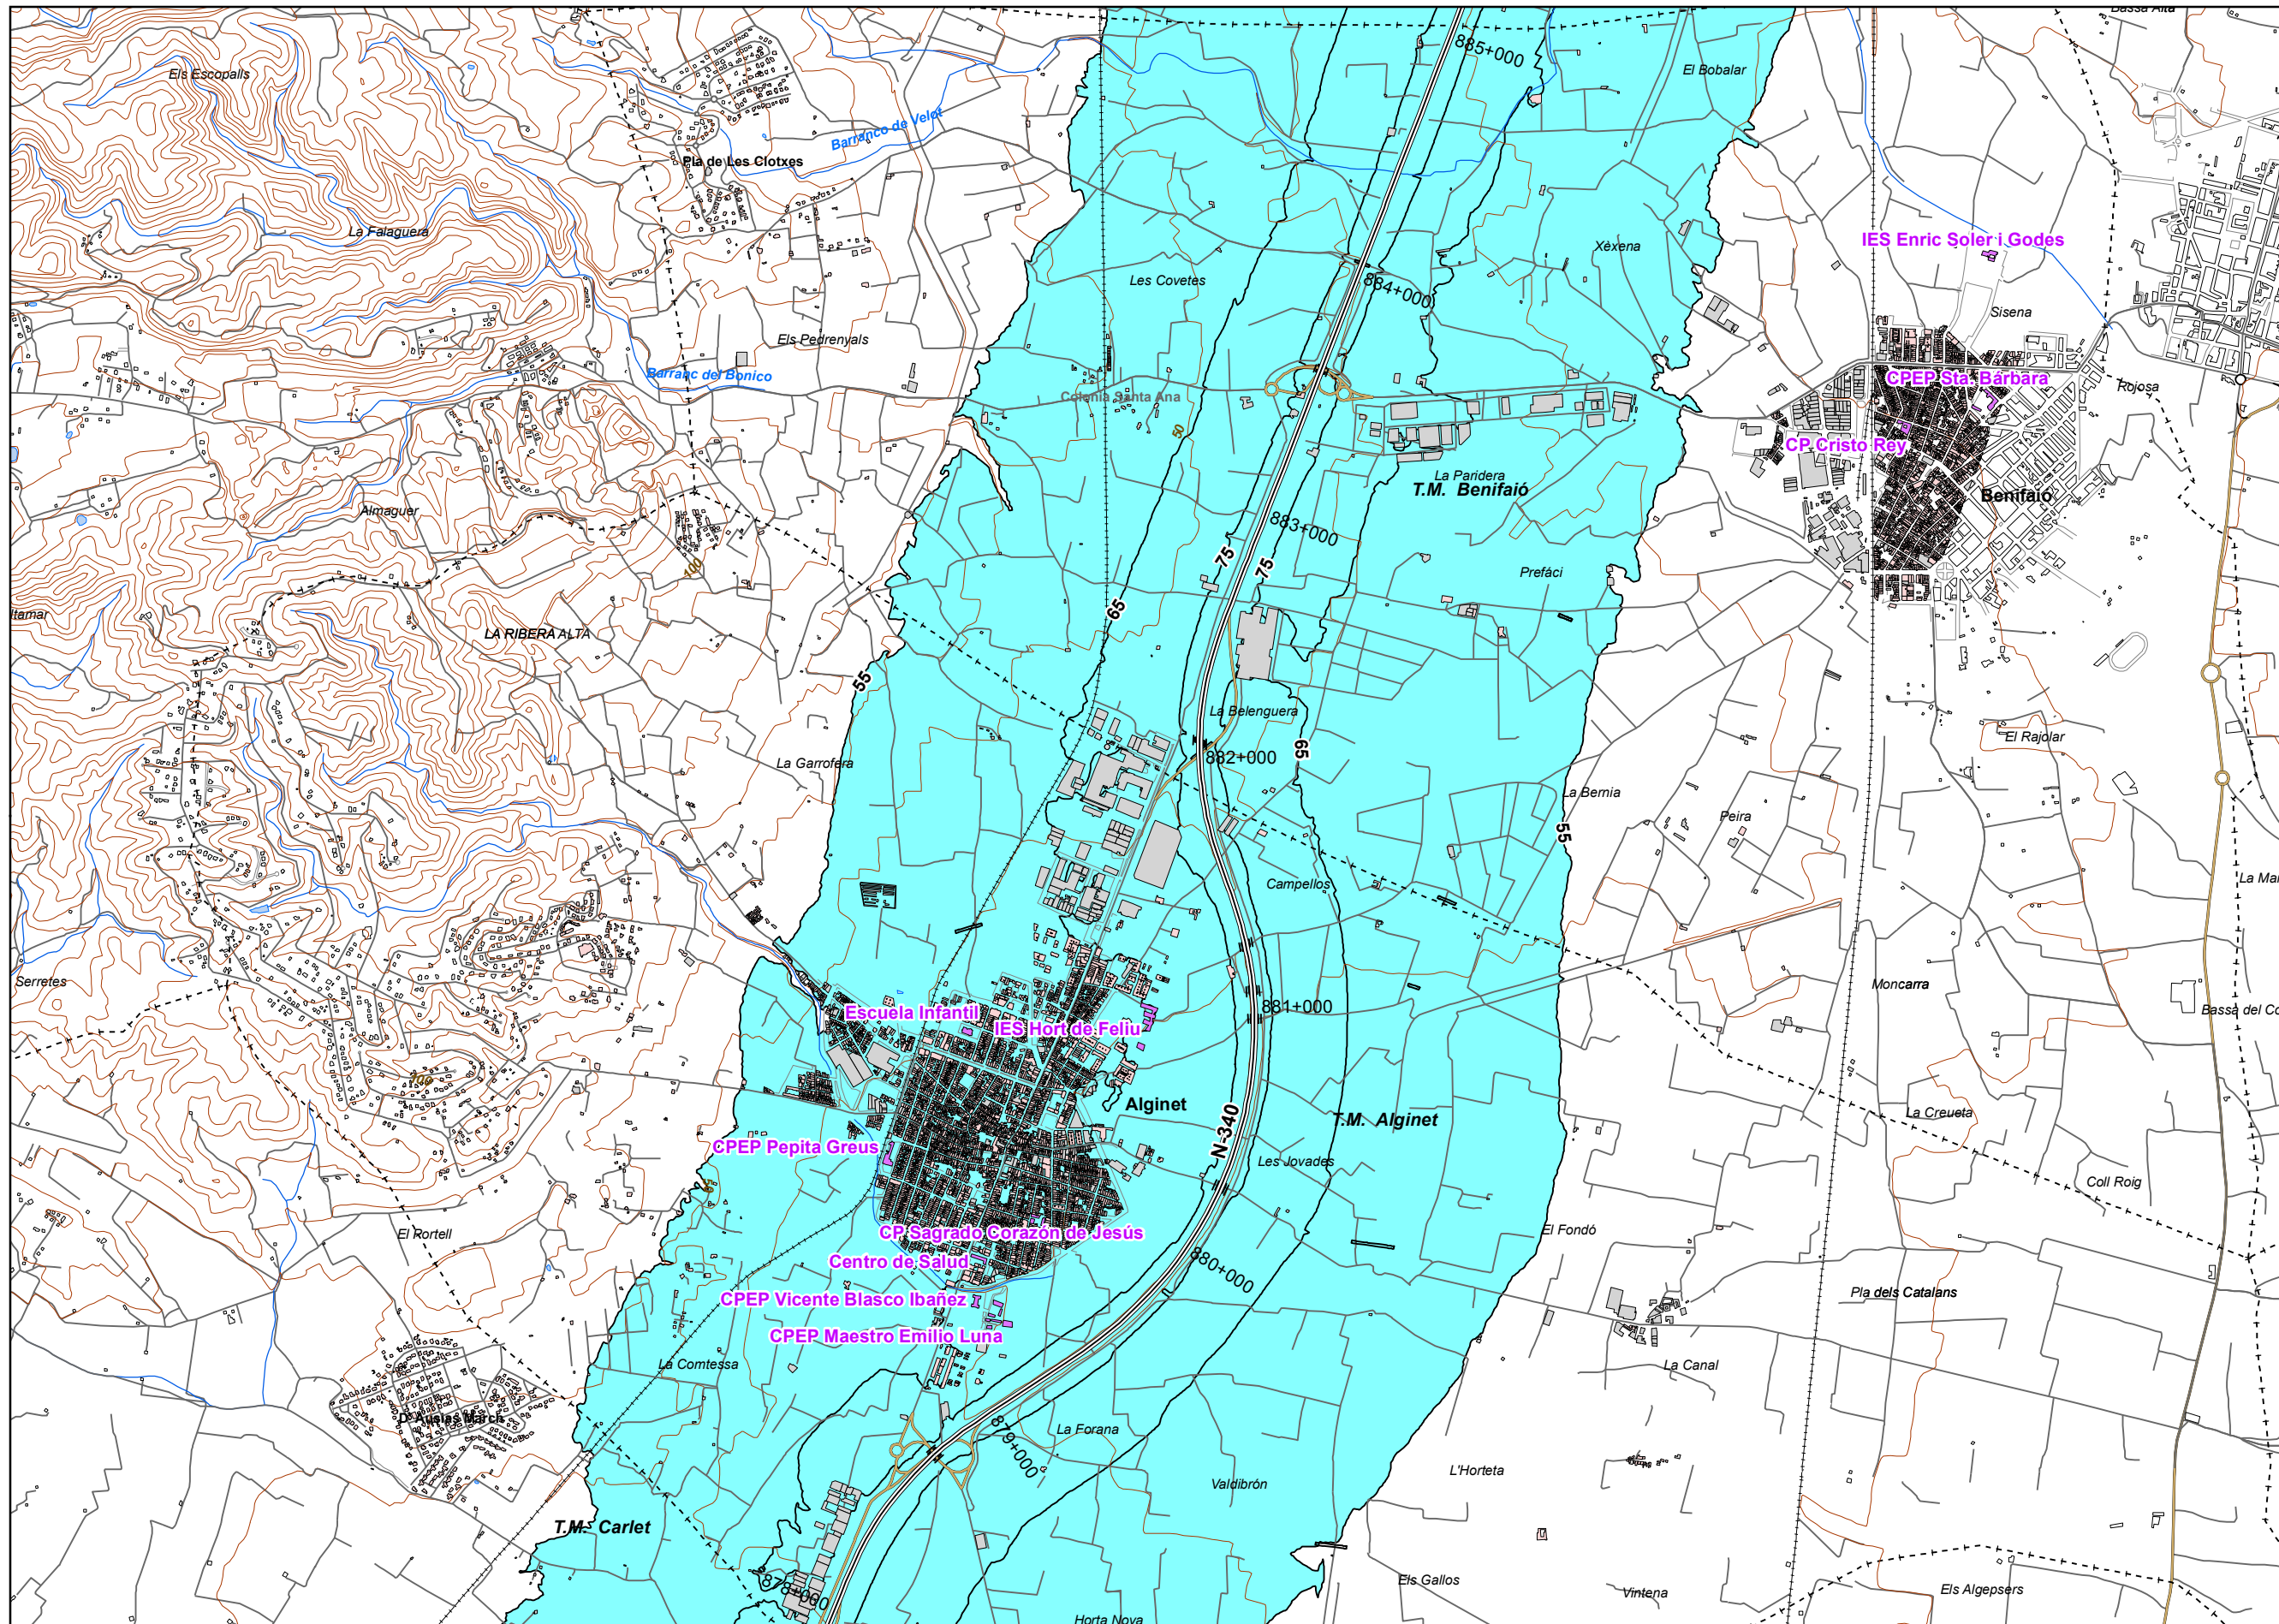 Bassa Alta
885+000
El Bobalar
Els Escopalls
Barranco de Velot
Pla de Les Clotxes
La Falaguera
IES Enric Soler i Godes
Xèxena
Les Covetes
884+000
Sisena
Els Pedrenyals
Barranc del Bonico
CPEP Sta. Bárbara
Rojosa
Colonia Santa Ana
50
CP Cristo Rey
La Paridera
T.M. Benifaió
Benifaió
Almaguer
883+000
75
75
100
Prefáci
65
ltamar
LA RIBERA ALTA
55
La Belenguera
El Rajolar
65
882+000
La Garrofera
La Bernia
Peira
55
Campellos
La Mar
Serretes
Moncarra
881+000
Bassa del Co
Escuela Infantil
IES Hort de Feliu
100
Alginet
La Creueta
T.M. Alginet
N-340
CPEP Pepita Greus
Les Jovades
50
Coll Roig
El Portell
CP Sagrado Corazón de Jesús
El Fondó
Centro de Salud
880+000
CPEP Vicente Blasco Ibañez
Pla dels Catalans
CPEP Maestro Emilio Luna
La Comtessa
La Canal
D'Ausias March
La Forana
879+000
L'Horteta
Valdibrón
T.M. Carlet
878+000
Els Gallos
Vintena
Els Algepsers
Horta Nova